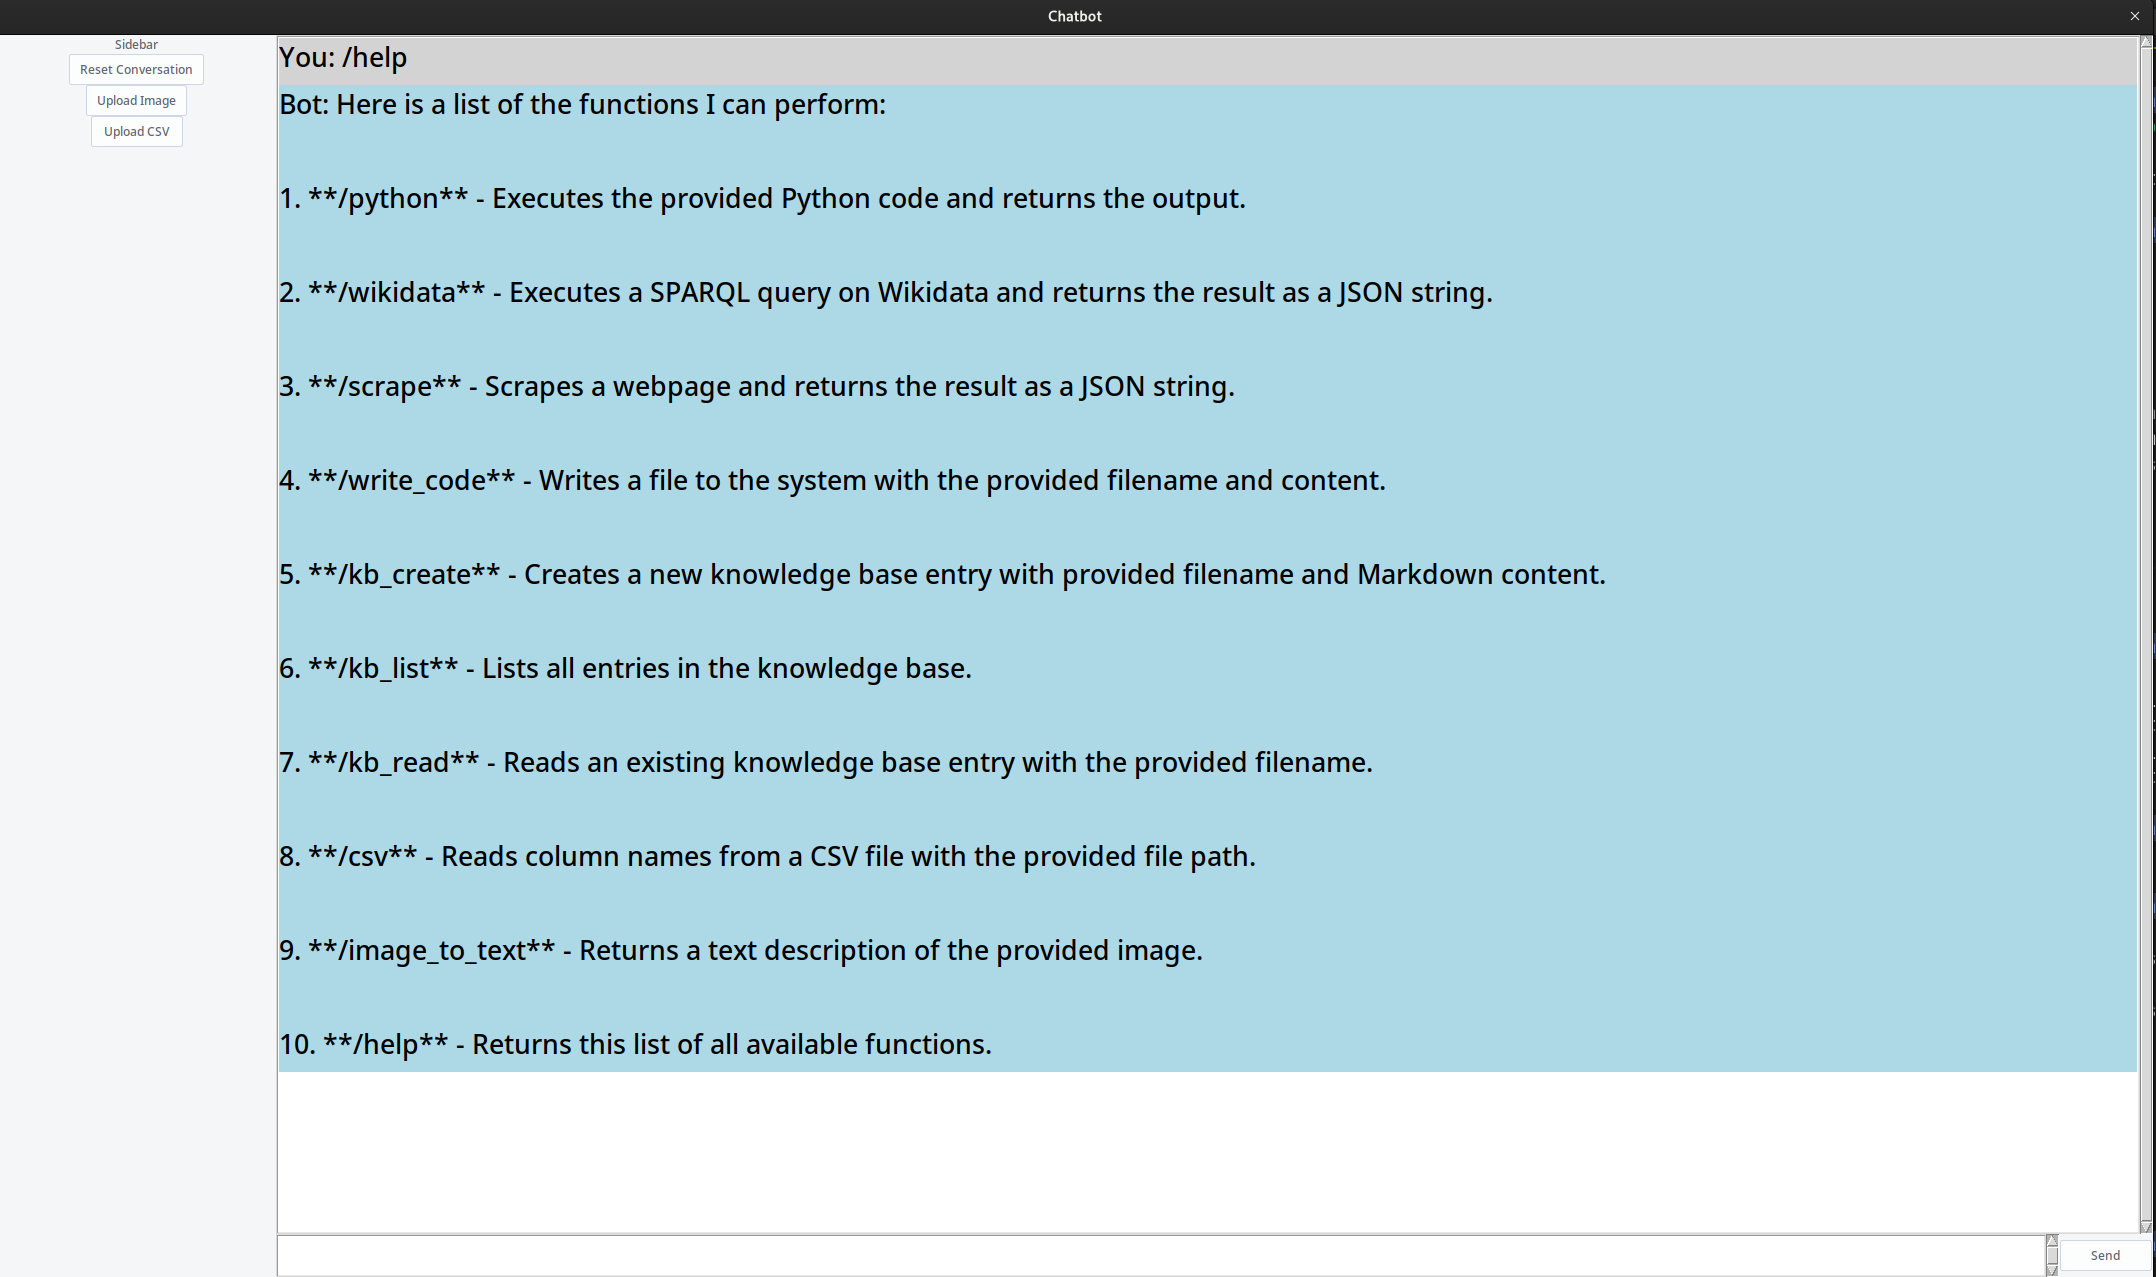 Chatbot
×
Sidebar
Reset Conversation
Upload Image
Upload CSV
You: /help
Bot: Here is a list of the functions I can perform:
1. **/python** - Executes the provided Python code and returns the output.
2. **/wikidata** - Executes a SPARQL query on Wikidata and returns the result as a JSON string.
3. **/scrape** - Scrapes a webpage and returns the result as a JSON string.
4. **/write_code** - Writes a file to the system with the provided filename and content.
5. **/kb_create** - Creates a new knowledge base entry with provided filename and Markdown content.
6. **/kb_list** - Lists all entries in the knowledge base.
7. **/kb_read** - Reads an existing knowledge base entry with the provided filename.
8. **/csv** - Reads column names from a CSV file with the provided file path.
9. **/image_to_text** - Returns a text description of the provided image.
10. **/help** - Returns this list of all available functions.
Send